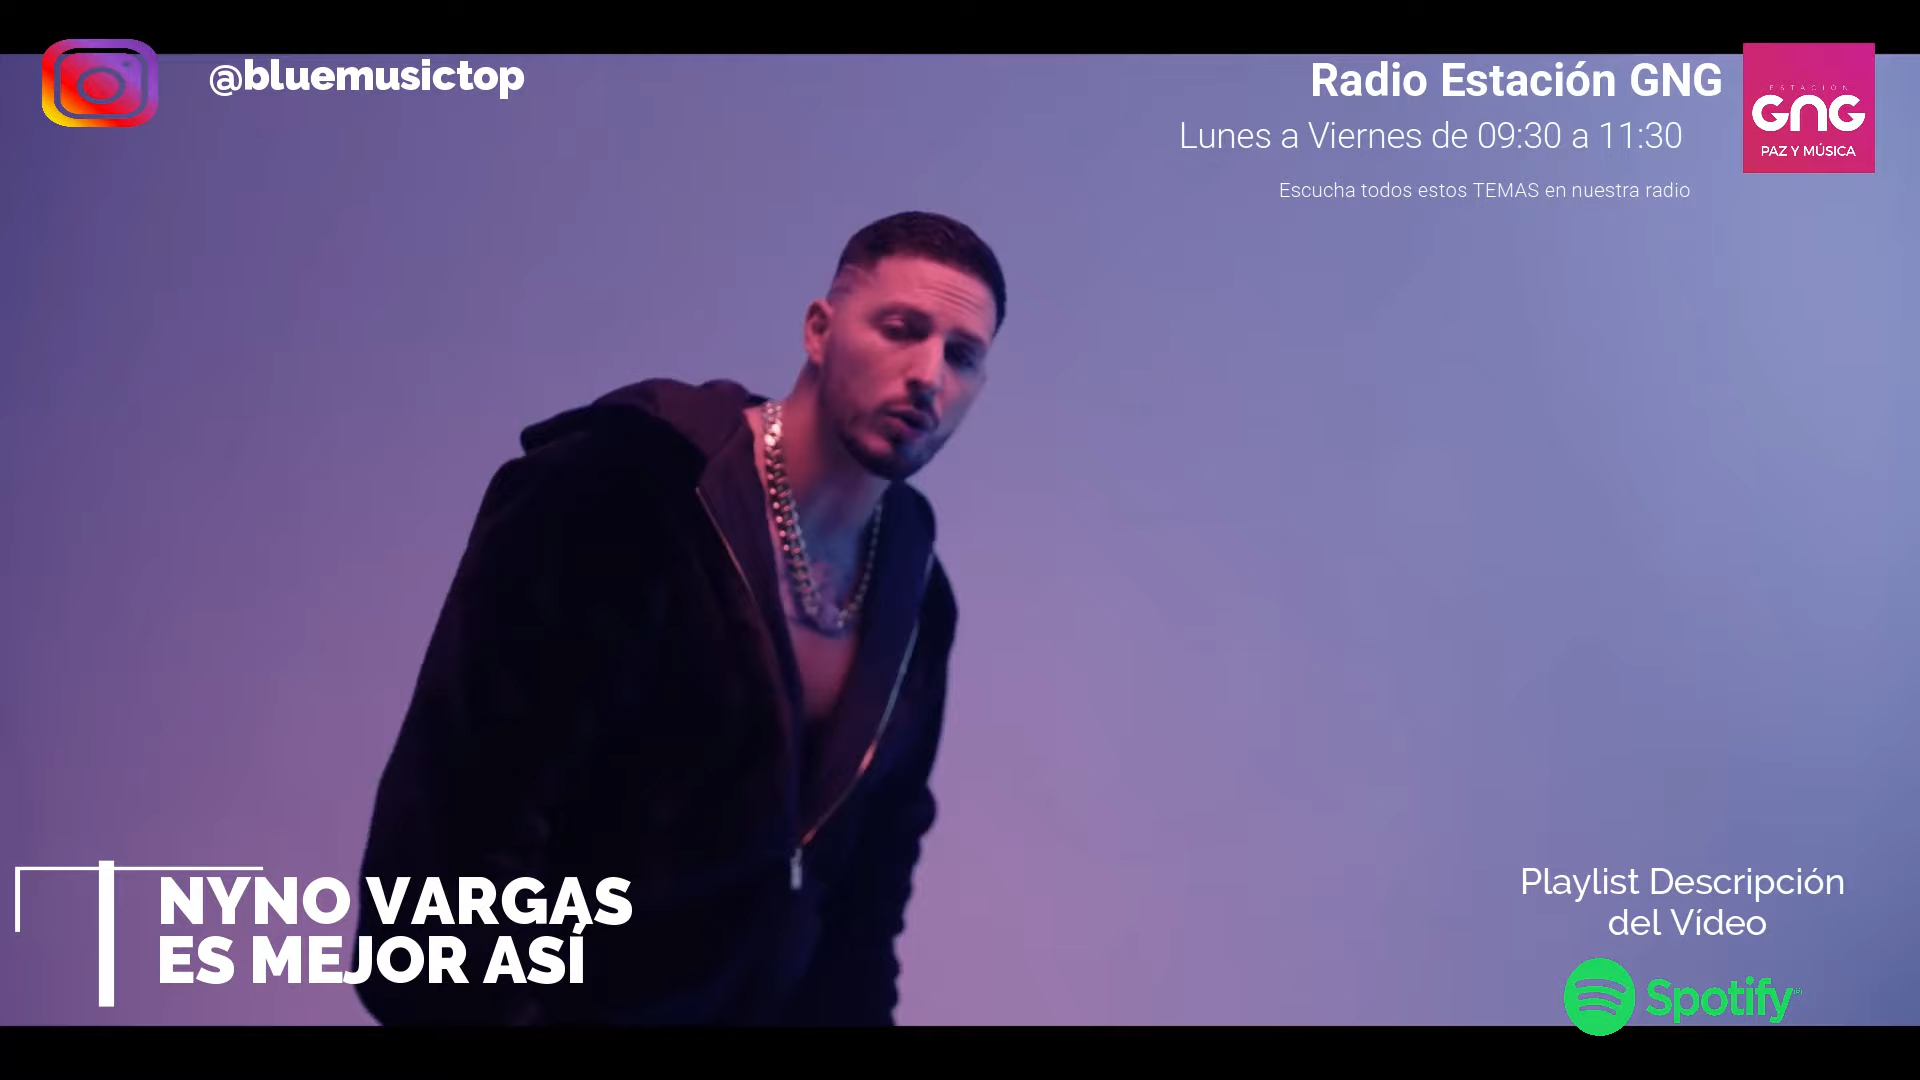 @bluemusictop
Radio Estación GNG
Lunes a Viernes de 09:30 a 11:30
Escucha todos estos TEMAS en nuestra radio
ESTACIÓN
GNG
PAZ Y MÚSICA
NYNO VARGAS
ES MEJOR ASÍ
Playlist Descripción
del Vídeo
Spotify